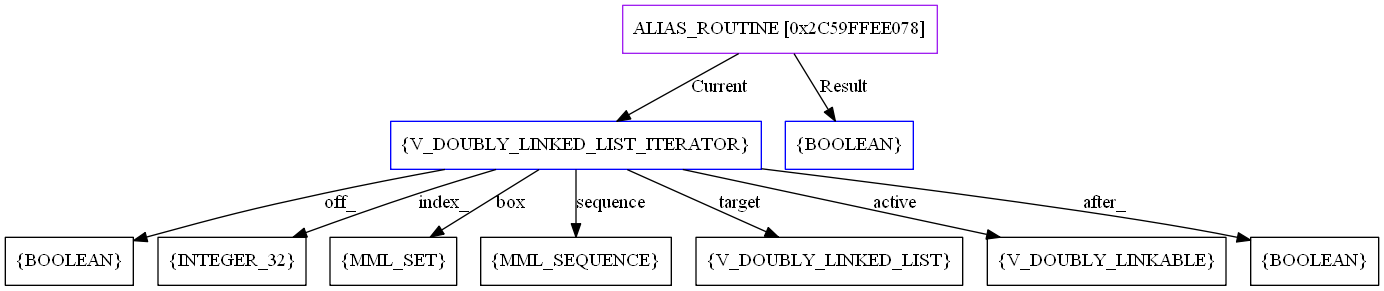 ALIAS_ROUTINE [0x2C59FFEE078]
Current
Result
{V_DOUBLY_LINKED_LIST_ITERATOR}
{BOOLEAN}
off_
index_
box
sequence
target
active
after_
{BOOLEAN}
{INTEGER_32}
{MML_SET}
{MML_SEQUENCE}
{V_DOUBLY_LINKED_LIST}
{V_DOUBLY_LINKABLE}
{BOOLEAN}